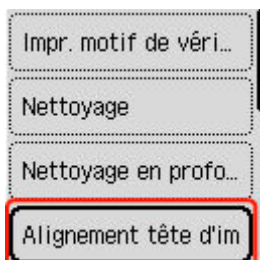 Impr. motif de véri...
Nettoyage
Nettoyage en profo...
Alignement tête d'im